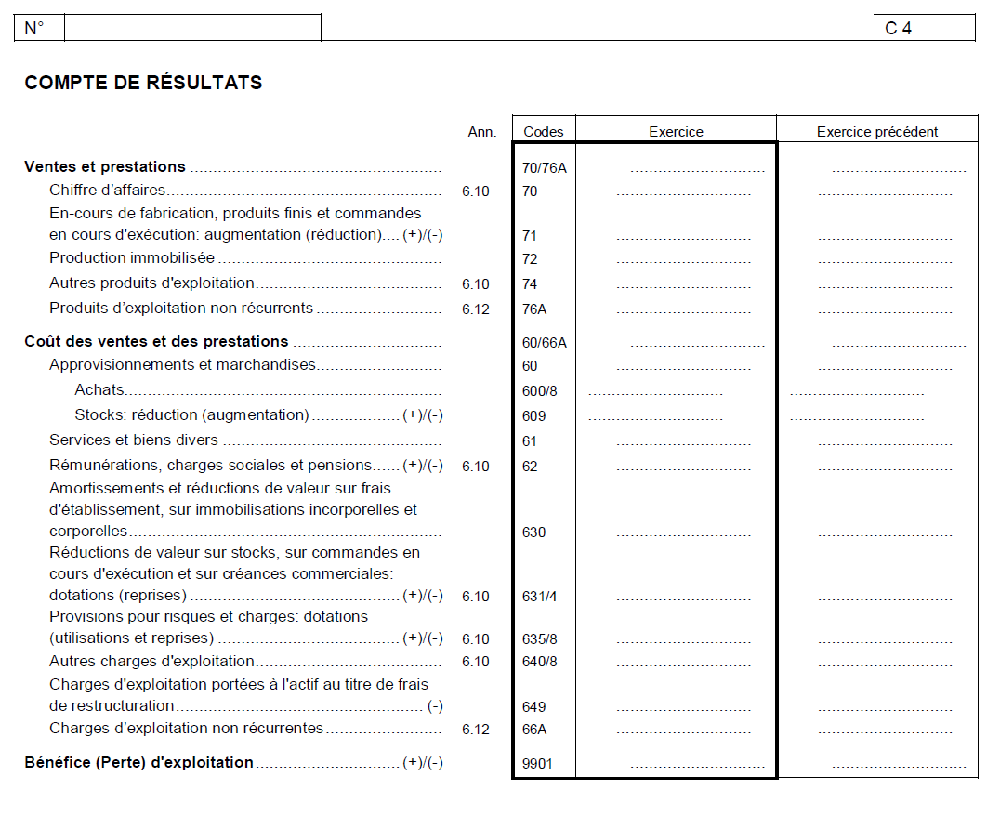 N° C 4
COMPTE DE RÉSULTATS
Ann. Codes Exercice Exercice précédent
Ventes et prestations ...................................................... 70/76A ............................. .............................
Chiffre d’affaires............................................................ 6.10 70 ............................. .............................
En-cours de fabrication, produits finis et commandes
en cours d'exécution: augmentation (réduction).... (+)/(-) 71 ............................. .............................
Production immobilisée ................................................ 72 ............................. .............................
Autres produits d'exploitation........................................ 6.10 74 ............................. .............................
Produits d’exploitation non récurrents ........................... 6.12 76A ............................. .............................
Coût des ventes et des prestations ................................ 60/66A ............................. .............................
Approvisionnements et marchandises........................... 60 ............................. .............................
Achats.................................................................... 600/8 ............................. .............................
Stocks: réduction (augmentation) ................... (+)/(-) 609 ............................. .............................
Services et biens divers ............................................... 61 ............................. .............................
Rémunérations, charges sociales et pensions...... (+)/(-) 6.10 62 ............................. .............................
Amortissements et réductions de valeur sur frais
d'établissement, sur immobilisations incorporelles et
corporelles.................................................................... 630 ............................. .............................
Réductions de valeur sur stocks, sur commandes en
cours d'exécution et sur créances commerciales:
dotations (reprises) ............................................. (+)/(-) 6.10 631/4 ............................. .............................
Provisions pour risques et charges: dotations
(utilisations et reprises) ....................................... (+)/(-) 6.10 635/8 ............................. .............................
Autres charges d'exploitation........................................ 6.10 640/8 ............................. .............................
Charges d'exploitation portées à l'actif au titre de frais
de restructuration..................................................... (-) 649 ............................. .............................
Charges d’exploitation non récurrentes......................... 6.12 66A ............................. .............................
Bénéfice (Perte) d'exploitation............................... (+)/(-) 9901 ............................. .............................